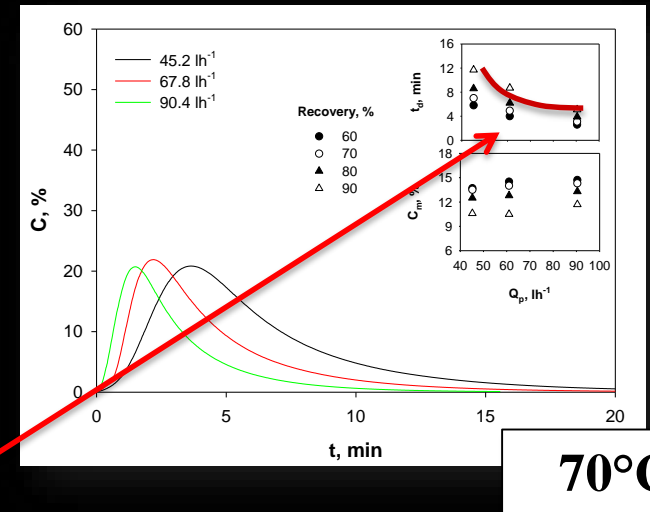 60
50
40
30
20
10
0
C, %
0
5
10
15
20
t, min
45.2 lh⁻¹
67.8 lh⁻¹
90.4 lh⁻¹
Recovery, %
60
70
80
90
16
12
8
4
0
min
18
15
12
9
6
Cm, %
40 50 60 70 80 90 100
Qp, lh⁻¹
70°C